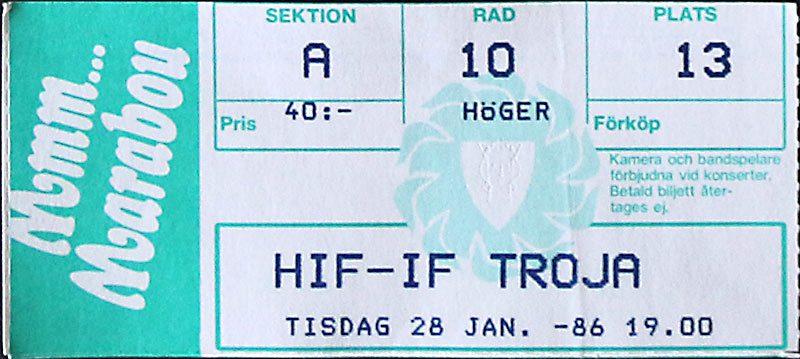 Mmm...
Marabou
SEKTION RAD PLATS
A 10 13
Pris 40:- HÖGER Förköp
Kamera och bandspelare
förbjudna vid konserter.
Betald biljett åter-
tages ej.
HIF-IF TROJA
TISDAG 28 JAN. -86 19.00